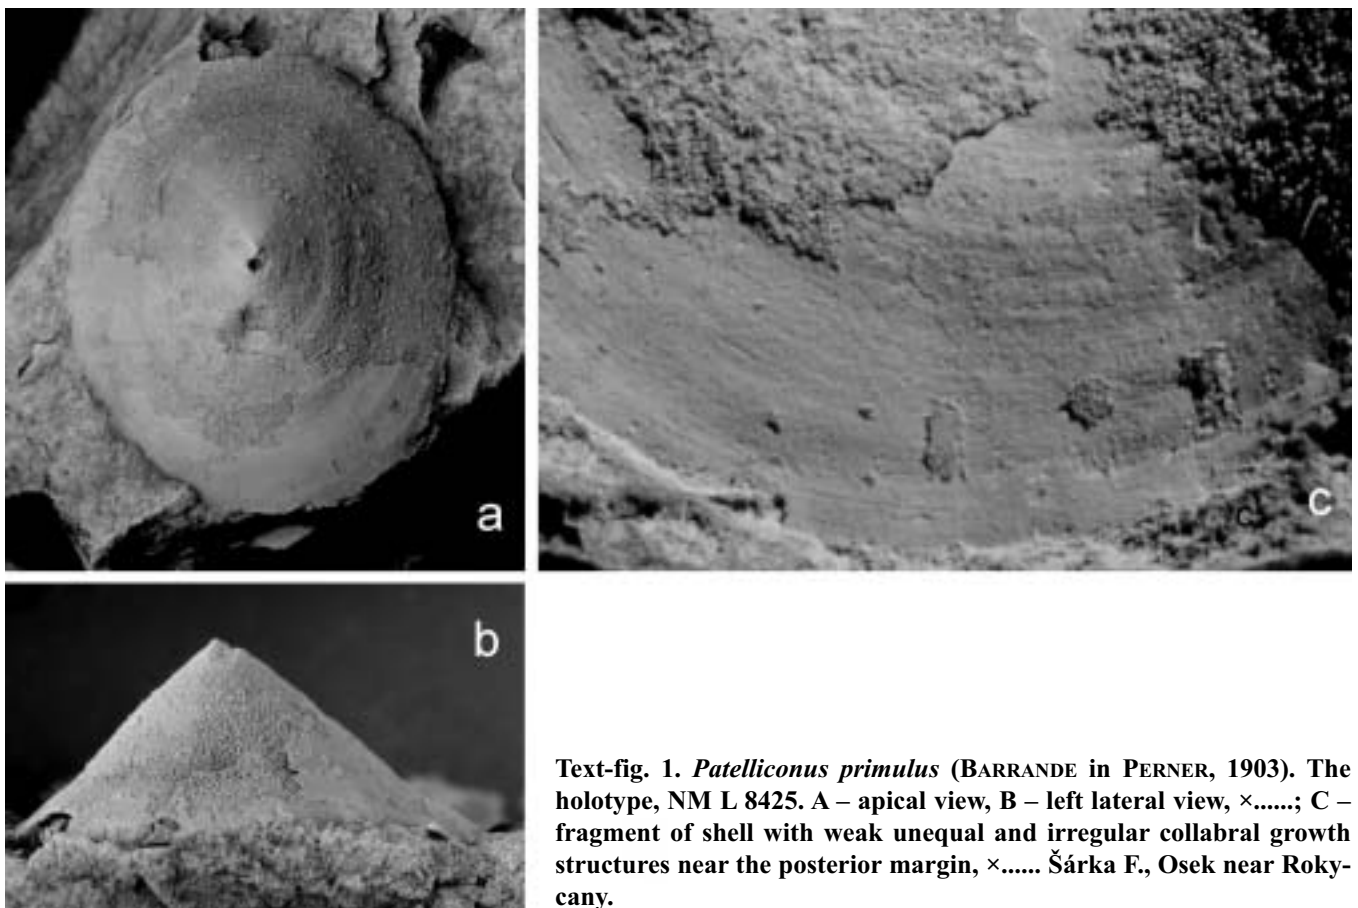 a
c
b
Text-fig. 1. Patelliconus primulus (BARRANDE in PERNER, 1903). The
holotype, NM L 8425. A – apical view, B – left lateral view, ×......; C –
fragment of shell with weak unequal and irregular collabral growth
structures near the posterior margin, ×...... Šárka F., Osek near Roky-
cany.